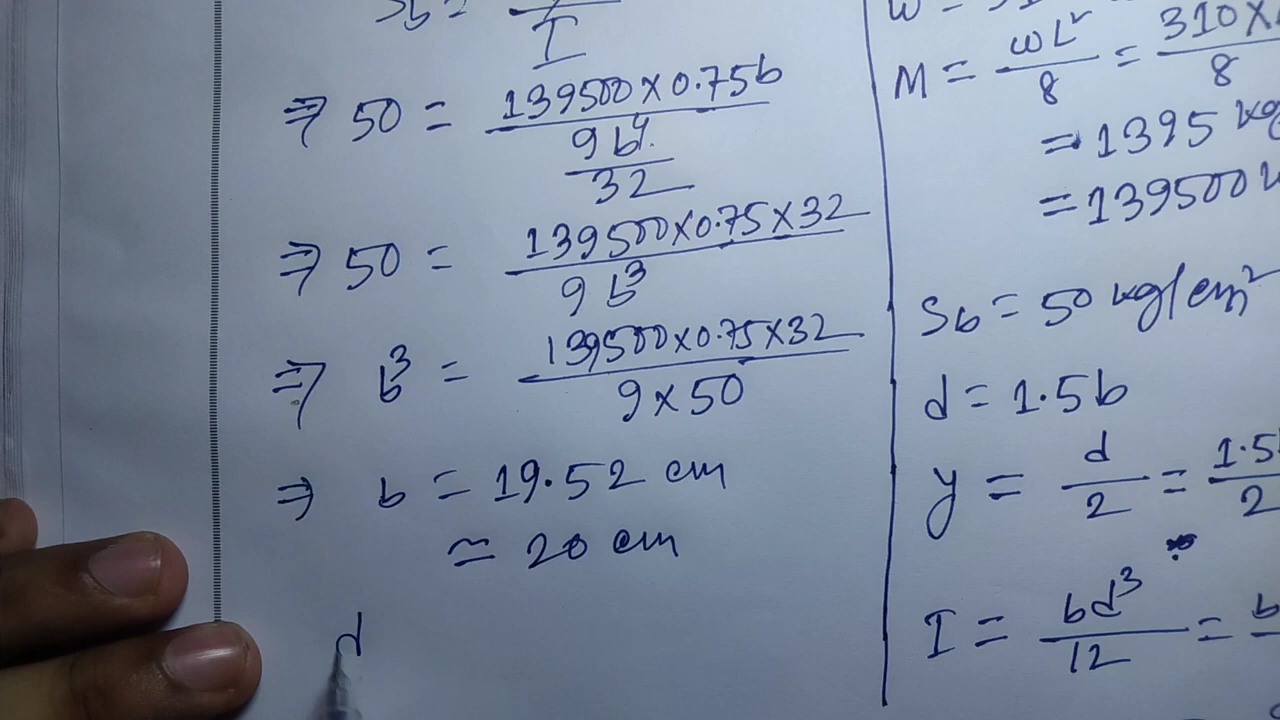 ⇒ 50 = 139500×0.75b / (9b⁴ / 32)
⇒ 50 = 139500×0.75×32 / 9b³
⇒ b³ = 139500×0.75×32 / 9×50
⇒ b = 19.52 cm
≃ 20 cm
d
M = ωL² / 8 = 310× / 8
= 1395 kg
= 139500
Sb = 50 kg/cm²
d = 1.5b
y = d / 2 = 1.5 / 2
I = bd³ / 12 = b